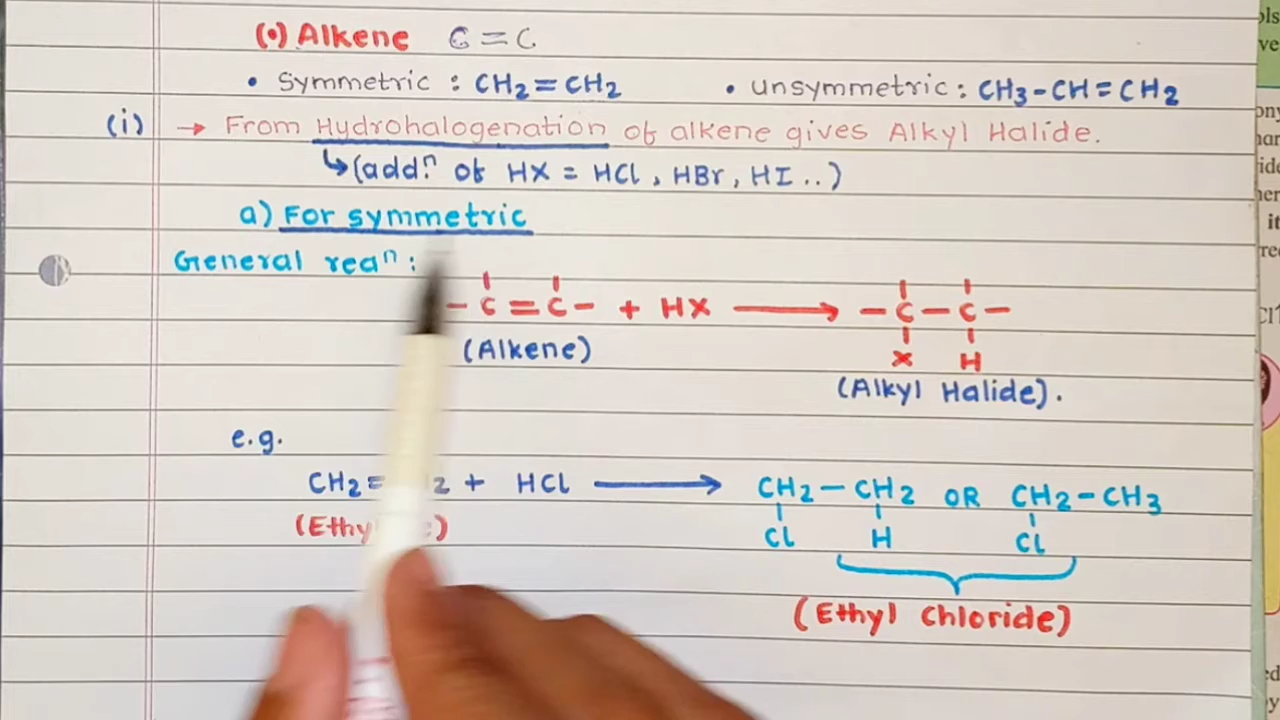 (•) Alkene C=C
• Symmetric : CH2=CH2 • Unsymmetric : CH3-CH=CH2
(i) → From Hydrohalogenation of alkene gives Alkyl Halide.
↳(addⁿ of HX = HCl, HBr, HI..)
a) For symmetric
General reaⁿ :
-C=C- + HX ⟶ -C-C-
X H
(Alkene)
(Alkyl Halide).
e.g.
CH2= + HCl ⟶ CH2-CH2 OR CH2-CH3
Cl H Cl
(Ethyl Chloride)